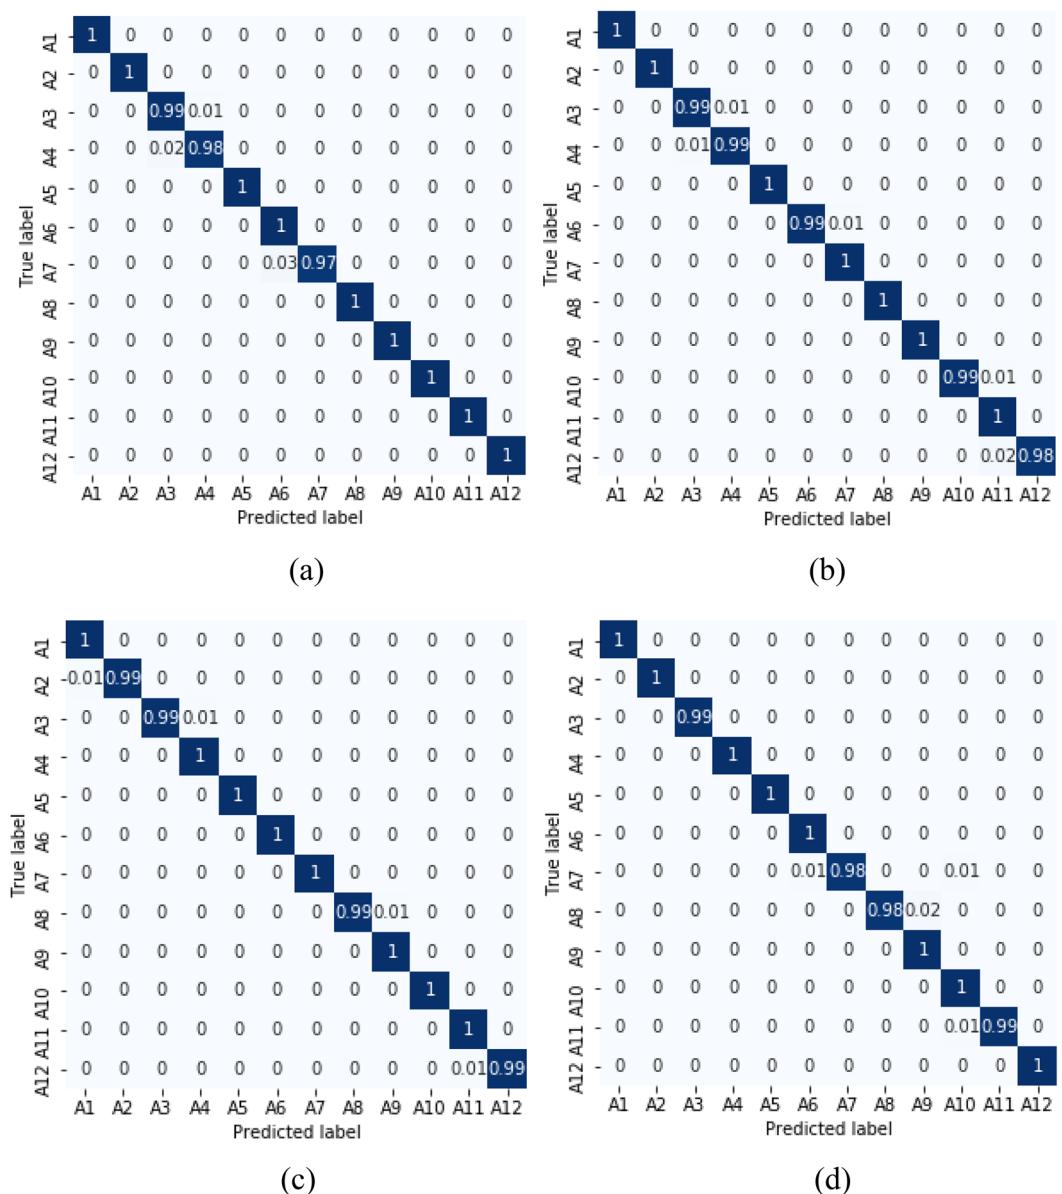 A1 1 0 0 0 0 0 0 0 0 0 0 0
A2 0 1 0 0 0 0 0 0 0 0 0 0
A3 0 0 0.99 0.01 0 0 0 0 0 0 0 0
A4 0 0 0.02 0.98 0 0 0 0 0 0 0 0
A5 0 0 0 0 1 0 0 0 0 0 0 0
A6 0 0 0 0 0 1 0 0 0 0 0 0
A7 0 0 0 0 0 0.03 0.97 0 0 0 0 0
A8 0 0 0 0 0 0 0 1 0 0 0 0
A9 0 0 0 0 0 0 0 0 1 0 0 0
A10 0 0 0 0 0 0 0 0 0 1 0 0
A11 0 0 0 0 0 0 0 0 0 0 1 0
A12 0 0 0 0 0 0 0 0 0 0 0 1
True label
A1 A2 A3 A4 A5 A6 A7 A8 A9 A10 A11 A12
Predicted label
(a)
A1 1 0 0 0 0 0 0 0 0 0 0 0
A2 0 1 0 0 0 0 0 0 0 0 0 0
A3 0 0 0.99 0.01 0 0 0 0 0 0 0 0
A4 0 0 0.01 0.99 0 0 0 0 0 0 0 0
A5 0 0 0 0 1 0 0 0 0 0 0 0
A6 0 0 0 0 0 0.99 0.01 0 0 0 0 0
A7 0 0 0 0 0 0 1 0 0 0 0 0
A8 0 0 0 0 0 0 0 1 0 0 0 0
A9 0 0 0 0 0 0 0 0 1 0 0 0
A10 0 0 0 0 0 0 0 0 0 0.99 0.01 0
A11 0 0 0 0 0 0 0 0 0 0 1 0
A12 0 0 0 0 0 0 0 0 0 0 0.02 0.98
True label
A1 A2 A3 A4 A5 A6 A7 A8 A9 A10 A11 A12
Predicted label
(b)
A1 1 0 0 0 0 0 0 0 0 0 0 0
A2 0.01 0.99 0 0 0 0 0 0 0 0 0 0
A3 0 0 0.99 0.01 0 0 0 0 0 0 0 0
A4 0 0 0 1 0 0 0 0 0 0 0 0
A5 0 0 0 0 1 0 0 0 0 0 0 0
A6 0 0 0 0 0 1 0 0 0 0 0 0
A7 0 0 0 0 0 0 1 0 0 0 0 0
A8 0 0 0 0 0 0 0 0.99 0.01 0 0 0
A9 0 0 0 0 0 0 0 0 1 0 0 0
A10 0 0 0 0 0 0 0 0 0 1 0 0
A11 0 0 0 0 0 0 0 0 0 0 1 0
A12 0 0 0 0 0 0 0 0 0 0 0.01 0.99
True label
A1 A2 A3 A4 A5 A6 A7 A8 A9 A10 A11 A12
Predicted label
(c)
A1 1 0 0 0 0 0 0 0 0 0 0 0
A2 0 1 0 0 0 0 0 0 0 0 0 0
A3 0 0 0.99 0 0 0 0 0 0 0 0 0
A4 0 0 0 1 0 0 0 0 0 0 0 0
A5 0 0 0 0 1 0 0 0 0 0 0 0
A6 0 0 0 0 0 1 0 0 0 0 0 0
A7 0 0 0 0 0 0.01 0.98 0 0 0.01 0 0
A8 0 0 0 0 0 0 0 0.98 0.02 0 0 0
A9 0 0 0 0 0 0 0 0 1 0 0 0
A10 0 0 0 0 0 0 0 0 0 1 0 0
A11 0 0 0 0 0 0 0 0 0 0.01 0.99 0
A12 0 0 0 0 0 0 0 0 0 0 0 1
True label
A1 A2 A3 A4 A5 A6 A7 A8 A9 A10 A11 A12
Predicted label
(d)